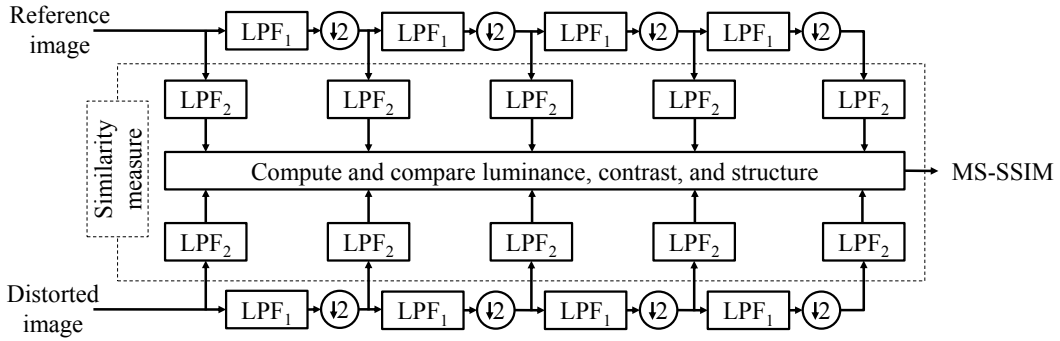 Reference
image
LPF₁ ↓2 LPF₁ ↓2 LPF₁ ↓2 LPF₁ ↓2
LPF₂ LPF₂ LPF₂ LPF₂ LPF₂
Similarity
measure
Compute and compare luminance, contrast, and structure
MS-SSIM
LPF₂ LPF₂ LPF₂ LPF₂ LPF₂
Distorted
image
LPF₁ ↓2 LPF₁ ↓2 LPF₁ ↓2 LPF₁ ↓2